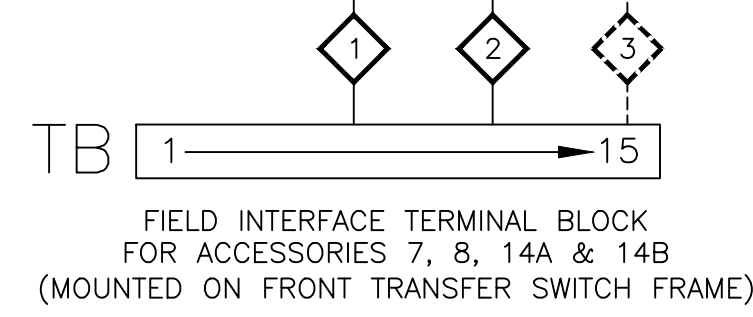 1 2 3
TB 1 15
FIELD INTERFACE TERMINAL BLOCK
FOR ACCESSORIES 7, 8, 14A & 14B
(MOUNTED ON FRONT TRANSFER SWITCH FRAME)